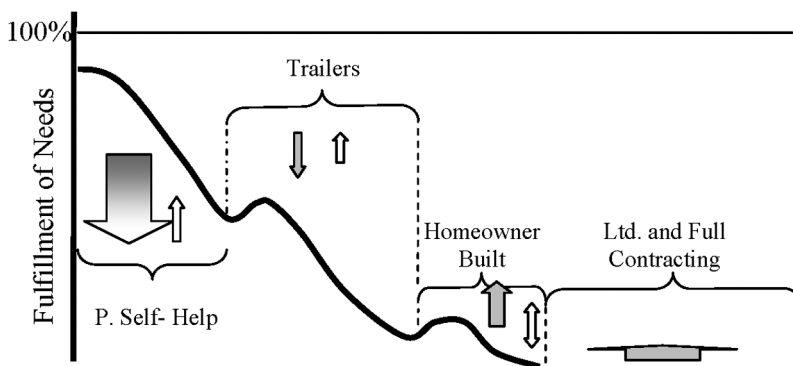 100%
Trailers
Fulfillment of Needs
Homeowner
Built
Ltd. and Full
Contracting
P. Self- Help